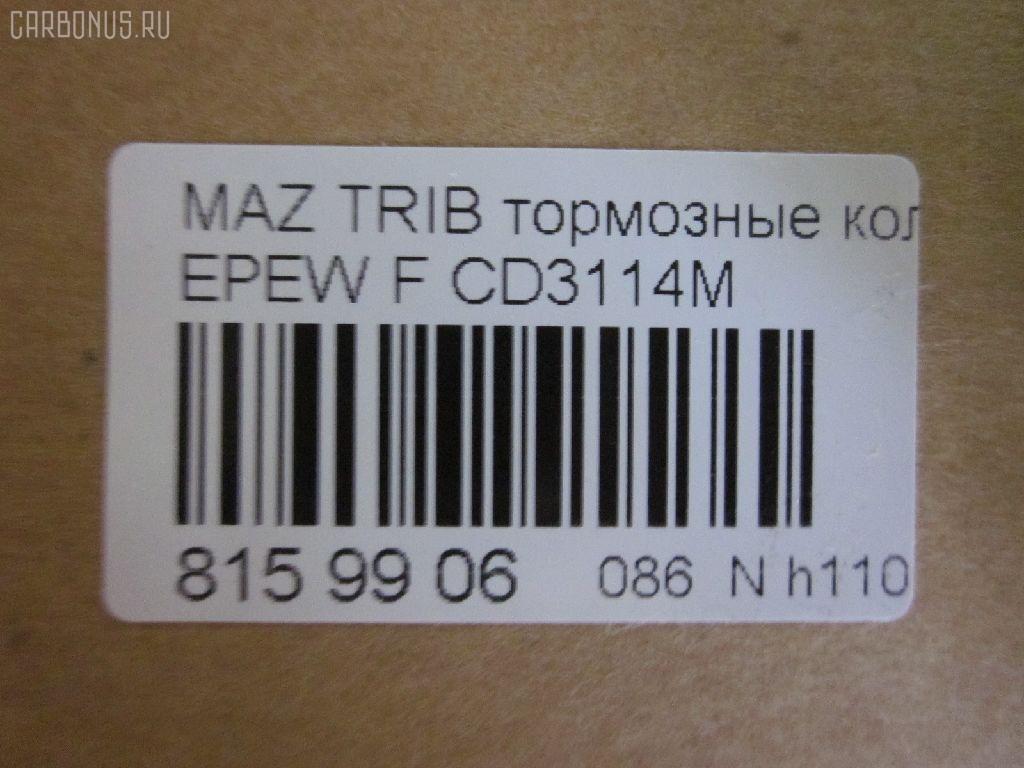 CARBONUS.RU
MAZ TRIB тормозные кол
EPEW F CD3114M
815 99 06 086 N h110